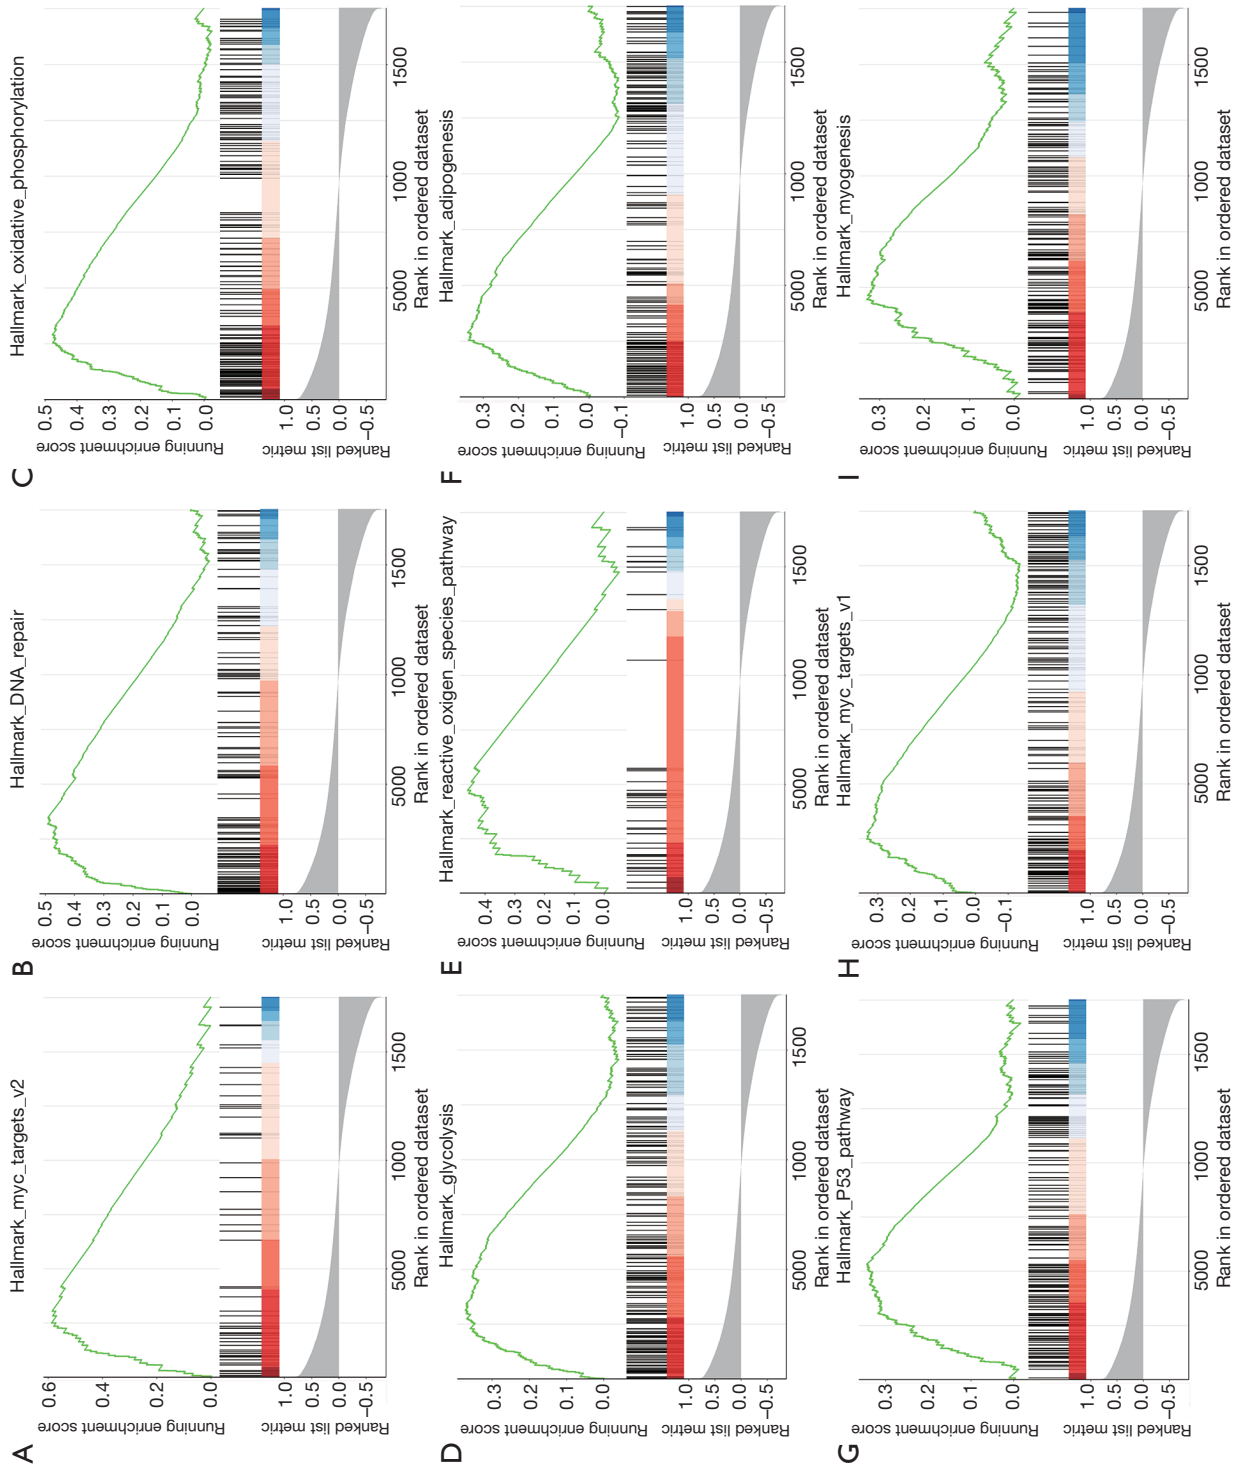 A
Hallmark_myc_targets_v2
Running enrichment score
0.6
0.4
0.2
0.0
Ranked list metric
1.0
0.5
0.0
−0.5
5000 1000 1500
Rank in ordered dataset
B
Hallmark_DNA_repair
Running enrichment score
0.5
0.4
0.3
0.2
0.1
0.0
Ranked list metric
1.0
0.5
0.0
−0.5
5000 1000 1500
Rank in ordered dataset
C
Hallmark_oxidative_phosphorylation
Running enrichment score
0.5
0.4
0.3
0.2
0.1
0.0
Ranked list metric
1.0
0.5
0.0
−0.5
5000 1000 1500
Rank in ordered dataset
D
Hallmark_glycolysis
Running enrichment score
0.3
0.2
0.1
0.0
Ranked list metric
1.0
0.5
0.0
−0.5
5000 1000 1500
Rank in ordered dataset
E
Hallmark_reactive_oxigen_species_pathway
Running enrichment score
0.4
0.3
0.2
0.1
0.0
Ranked list metric
1.0
0.5
0.0
−0.5
5000 1000 1500
Rank in ordered dataset
F
Hallmark_adipogenesis
Running enrichment score
0.3
0.2
0.1
0.0
−0.1
Ranked list metric
1.0
0.5
0.0
−0.5
5000 1000 1500
Rank in ordered dataset
G
Hallmark_P53_pathway
Running enrichment score
0.3
0.2
0.1
0.0
Ranked list metric
1.0
0.5
0.0
−0.5
5000 1000 1500
Rank in ordered dataset
H
Hallmark_myc_targets_v1
Running enrichment score
0.3
0.2
0.1
0.0
−0.1
Ranked list metric
1.0
0.5
0.0
−0.5
5000 1000 1500
Rank in ordered dataset
I
Hallmark_myogenesis
Running enrichment score
0.3
0.2
0.1
0.0
Ranked list metric
1.0
0.5
0.0
−0.5
5000 1000 1500
Rank in ordered dataset